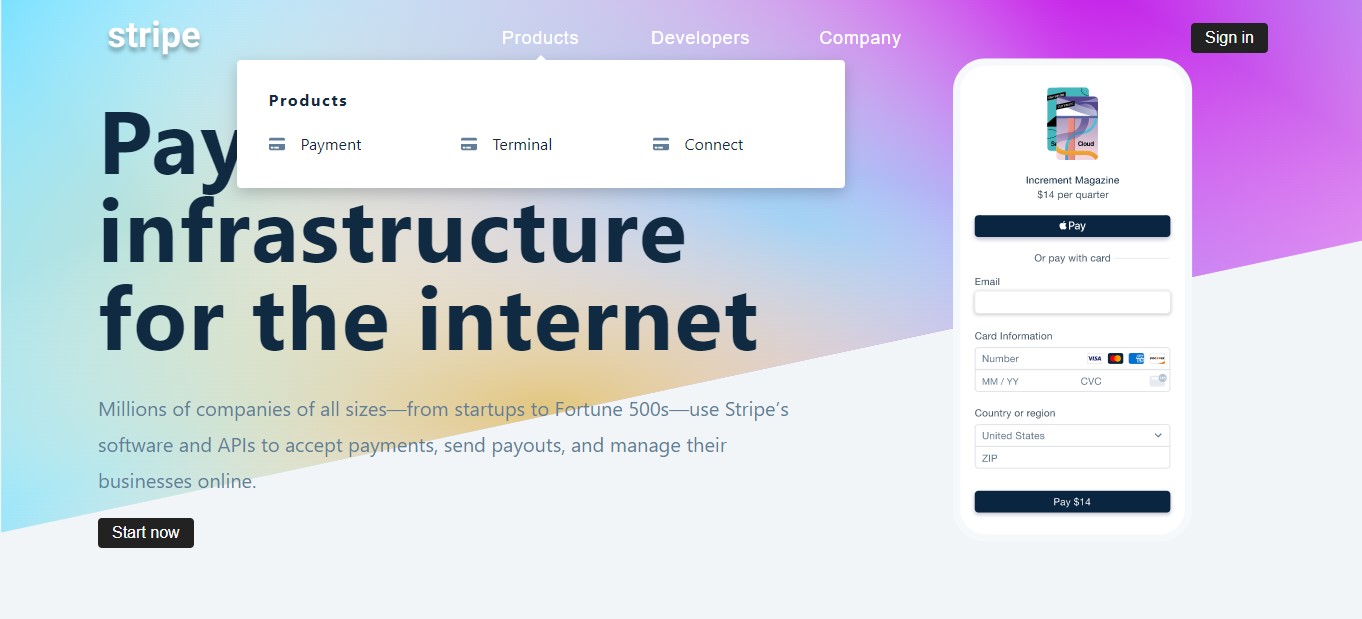 stripe
Products
Developers
Company
Sign in
Products
Payment
Terminal
Connect
Pay
infrastructure
for the internet
Millions of companies of all sizes—from startups to Fortune 500s—use Stripe’s
software and APIs to accept payments, send payouts, and manage their
businesses online.
Start now
Cloud
Increment Magazine
$14 per quarter
Pay
Or pay with card
Email
Card Information
Number
VISA
MM / YY
CVC
Country or region
United States
ZIP
Pay $14